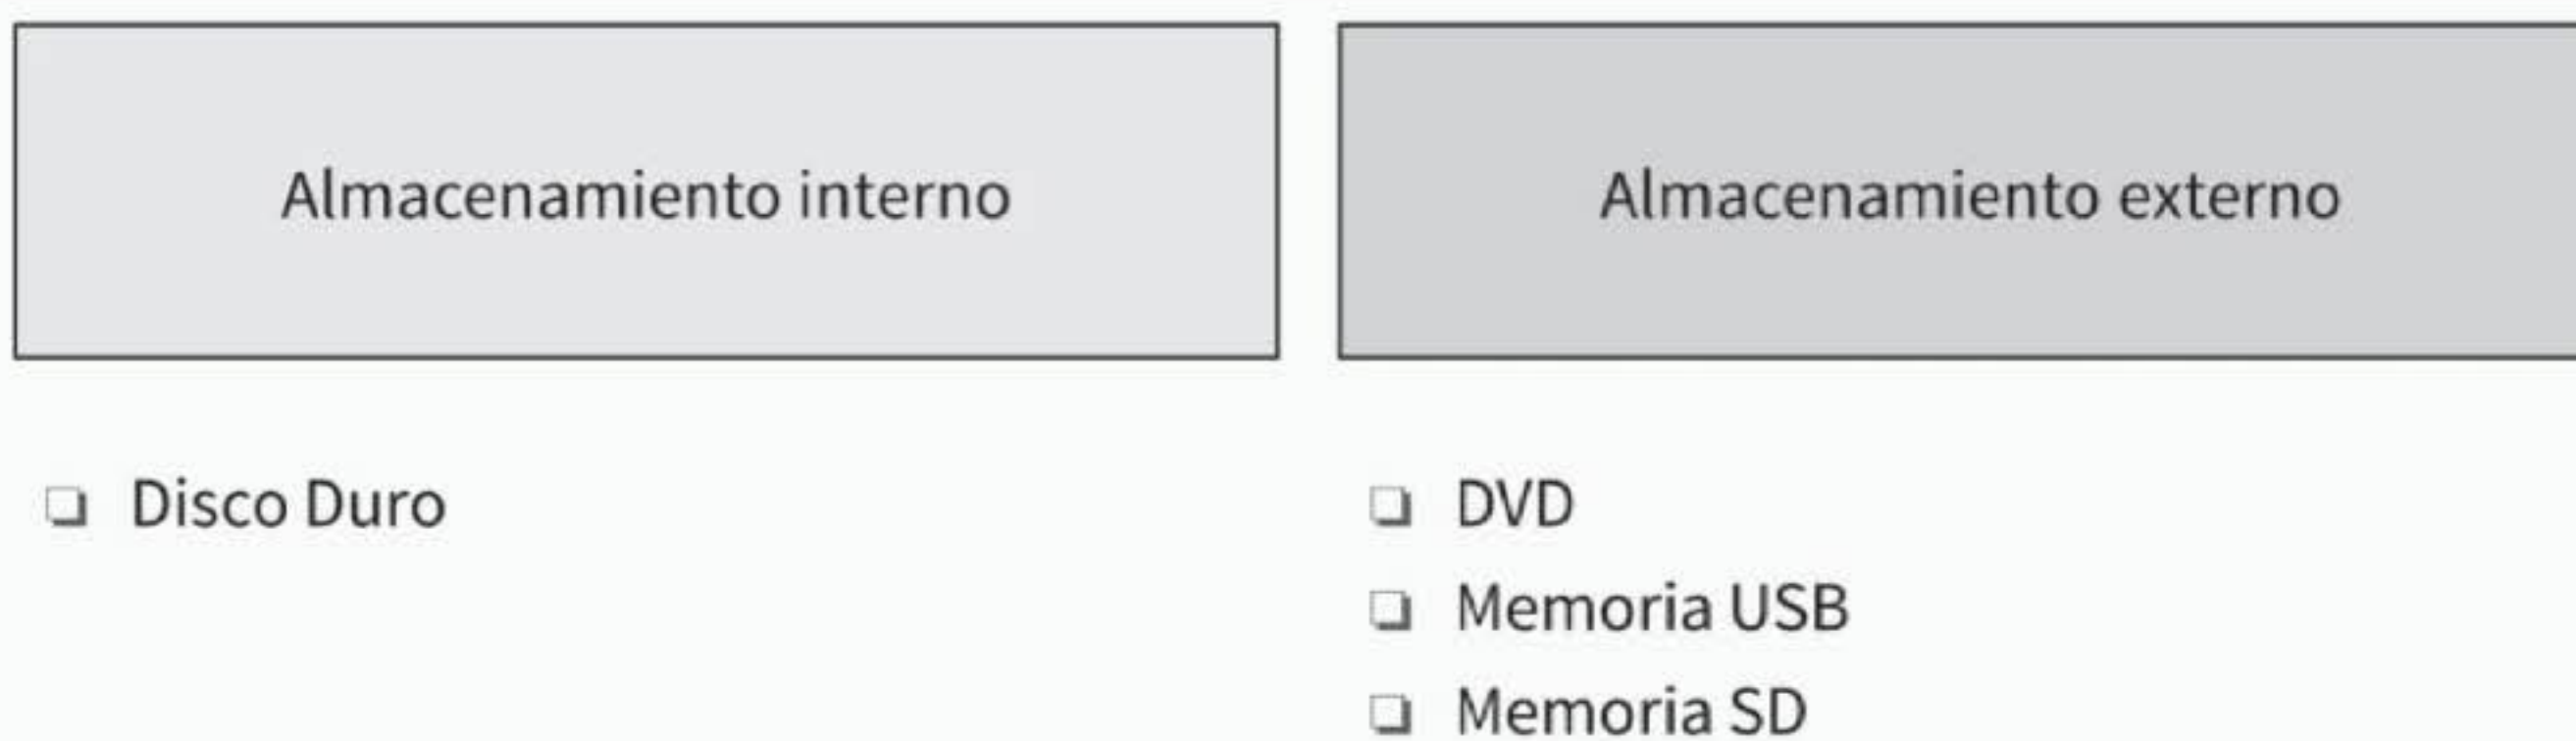 Almacenamiento interno
Almacenamiento externo
Disco Duro
DVD
Memoria USB
Memoria SD